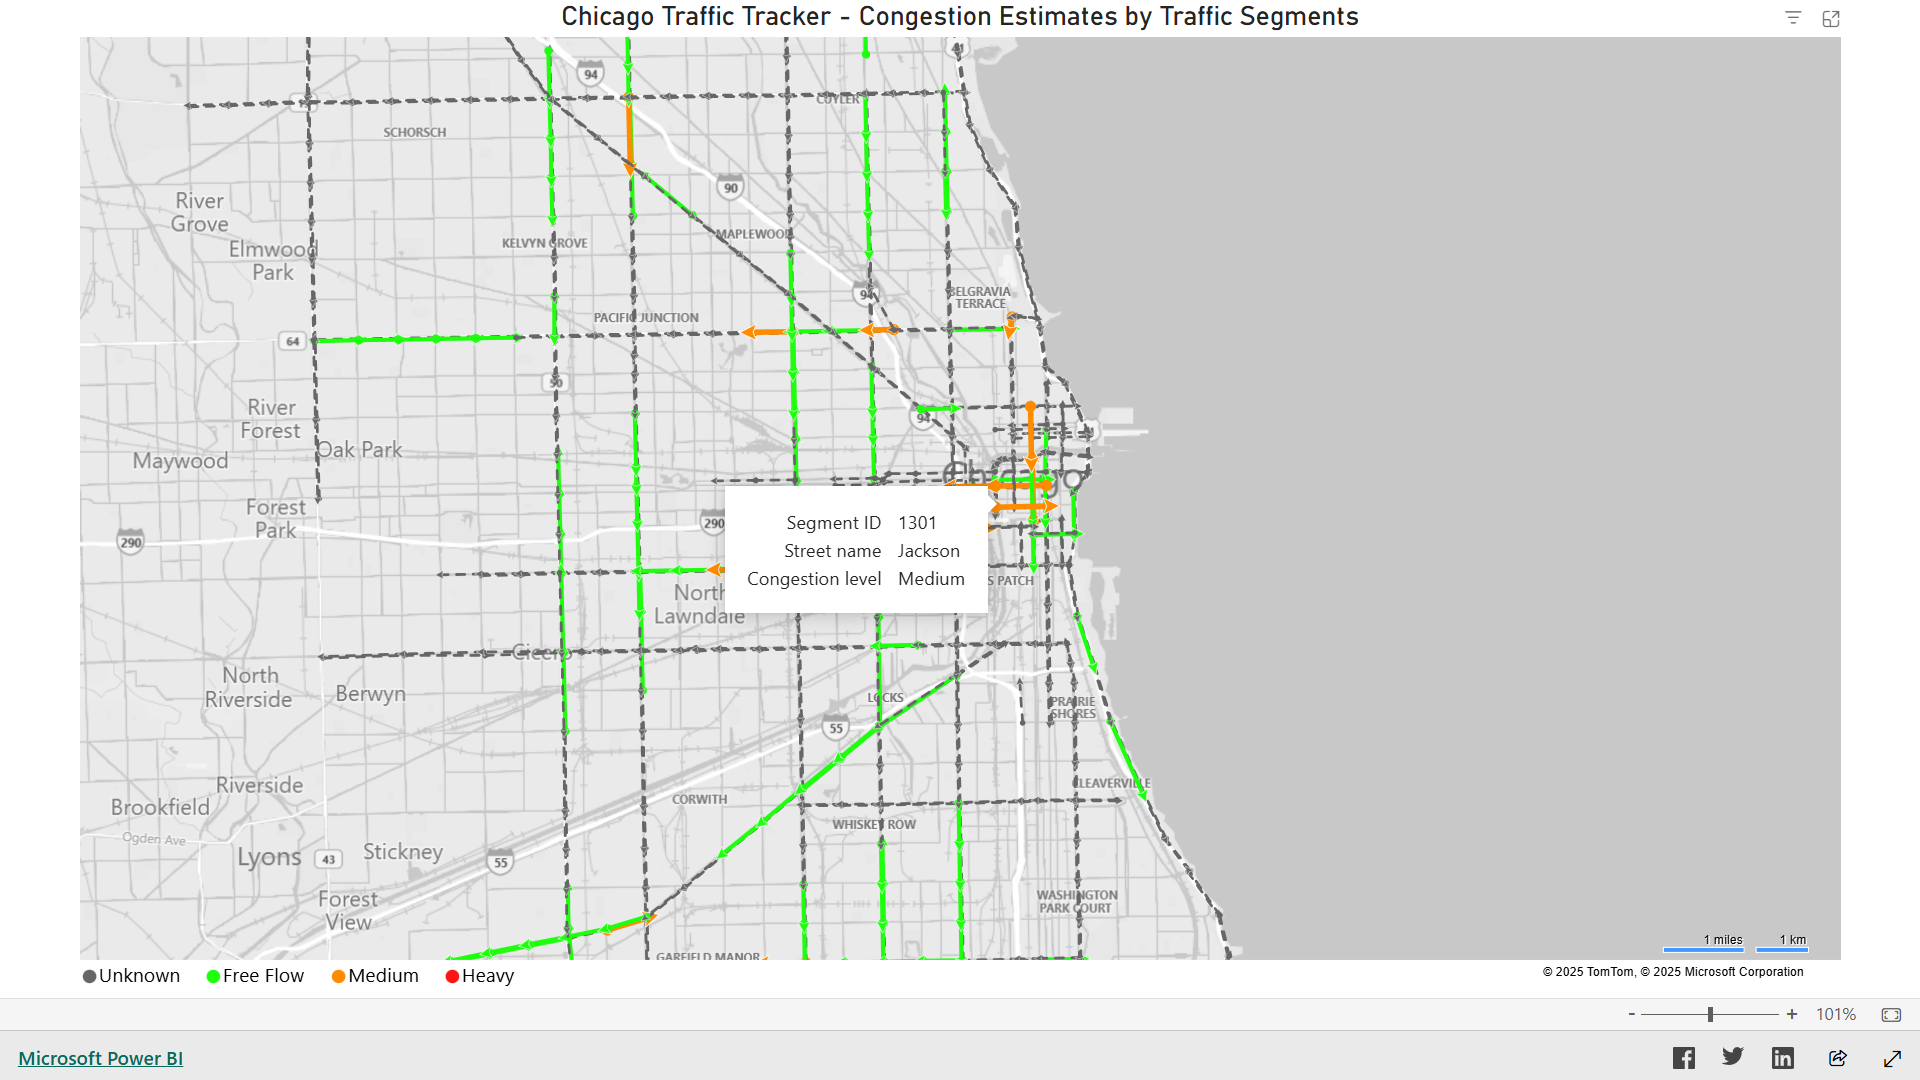 Chicago Traffic Tracker - Congestion Estimates by Traffic Segments
41
94
CUYLER
SCHORSCH
90
River
Grove
MAPLEWOOD
KELVYN GROVE
Elmwood
Park
94
BELGRAVIA
TERRACE
PACIFIC JUNCTION
64
50
River
Forest
94
Oak Park
Maywood
Chicago
Forest
Park
290
290
Segment ID 1301
Street name Jackson
Congestion level Medium
S PATCH
North
Lawndale
Cicero
North
Riverside
Berwyn
LOCKS
PRAIRIE
SHORES
55
Riverside
CLEAVERVILLE
Brookfield
CORWITH
WHISKEY ROW
Ogden Ave
Lyons
43
Stickney
55
Forest
View
WASHINGTON
PARK COURT
GARFIELD MANOR
1 miles
1 km
Unknown
Free Flow
Medium
Heavy
© 2025 TomTom, © 2025 Microsoft Corporation
- + 101%
Microsoft Power BI